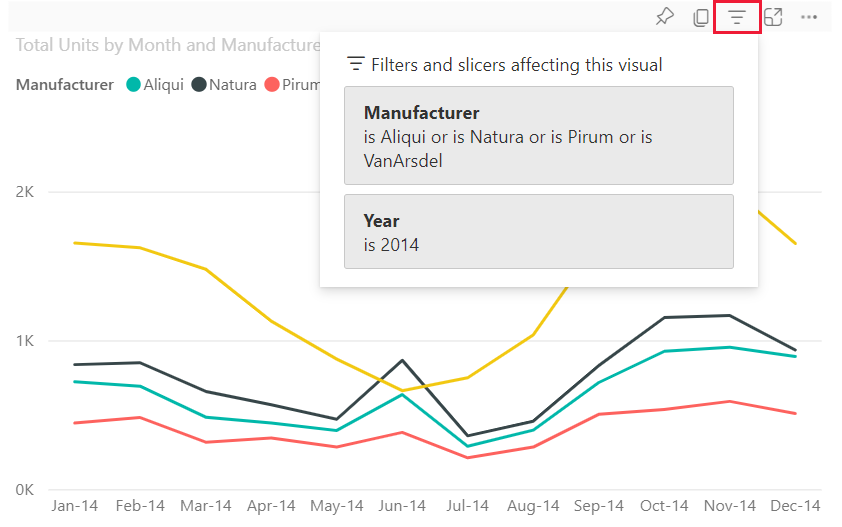 Total Units by Month and Manufacture
Filters and slicers affecting this visual
Manufacturer Aliqui Natura Pirum
Manufacturer
is Aliqui or is Natura or is Pirum or is
VanArsdel
Year
is 2014
2K
1K
0K
Jan-14 Feb-14 Mar-14 Apr-14 May-14 Jun-14 Jul-14 Aug-14 Sep-14 Oct-14 Nov-14 Dec-14